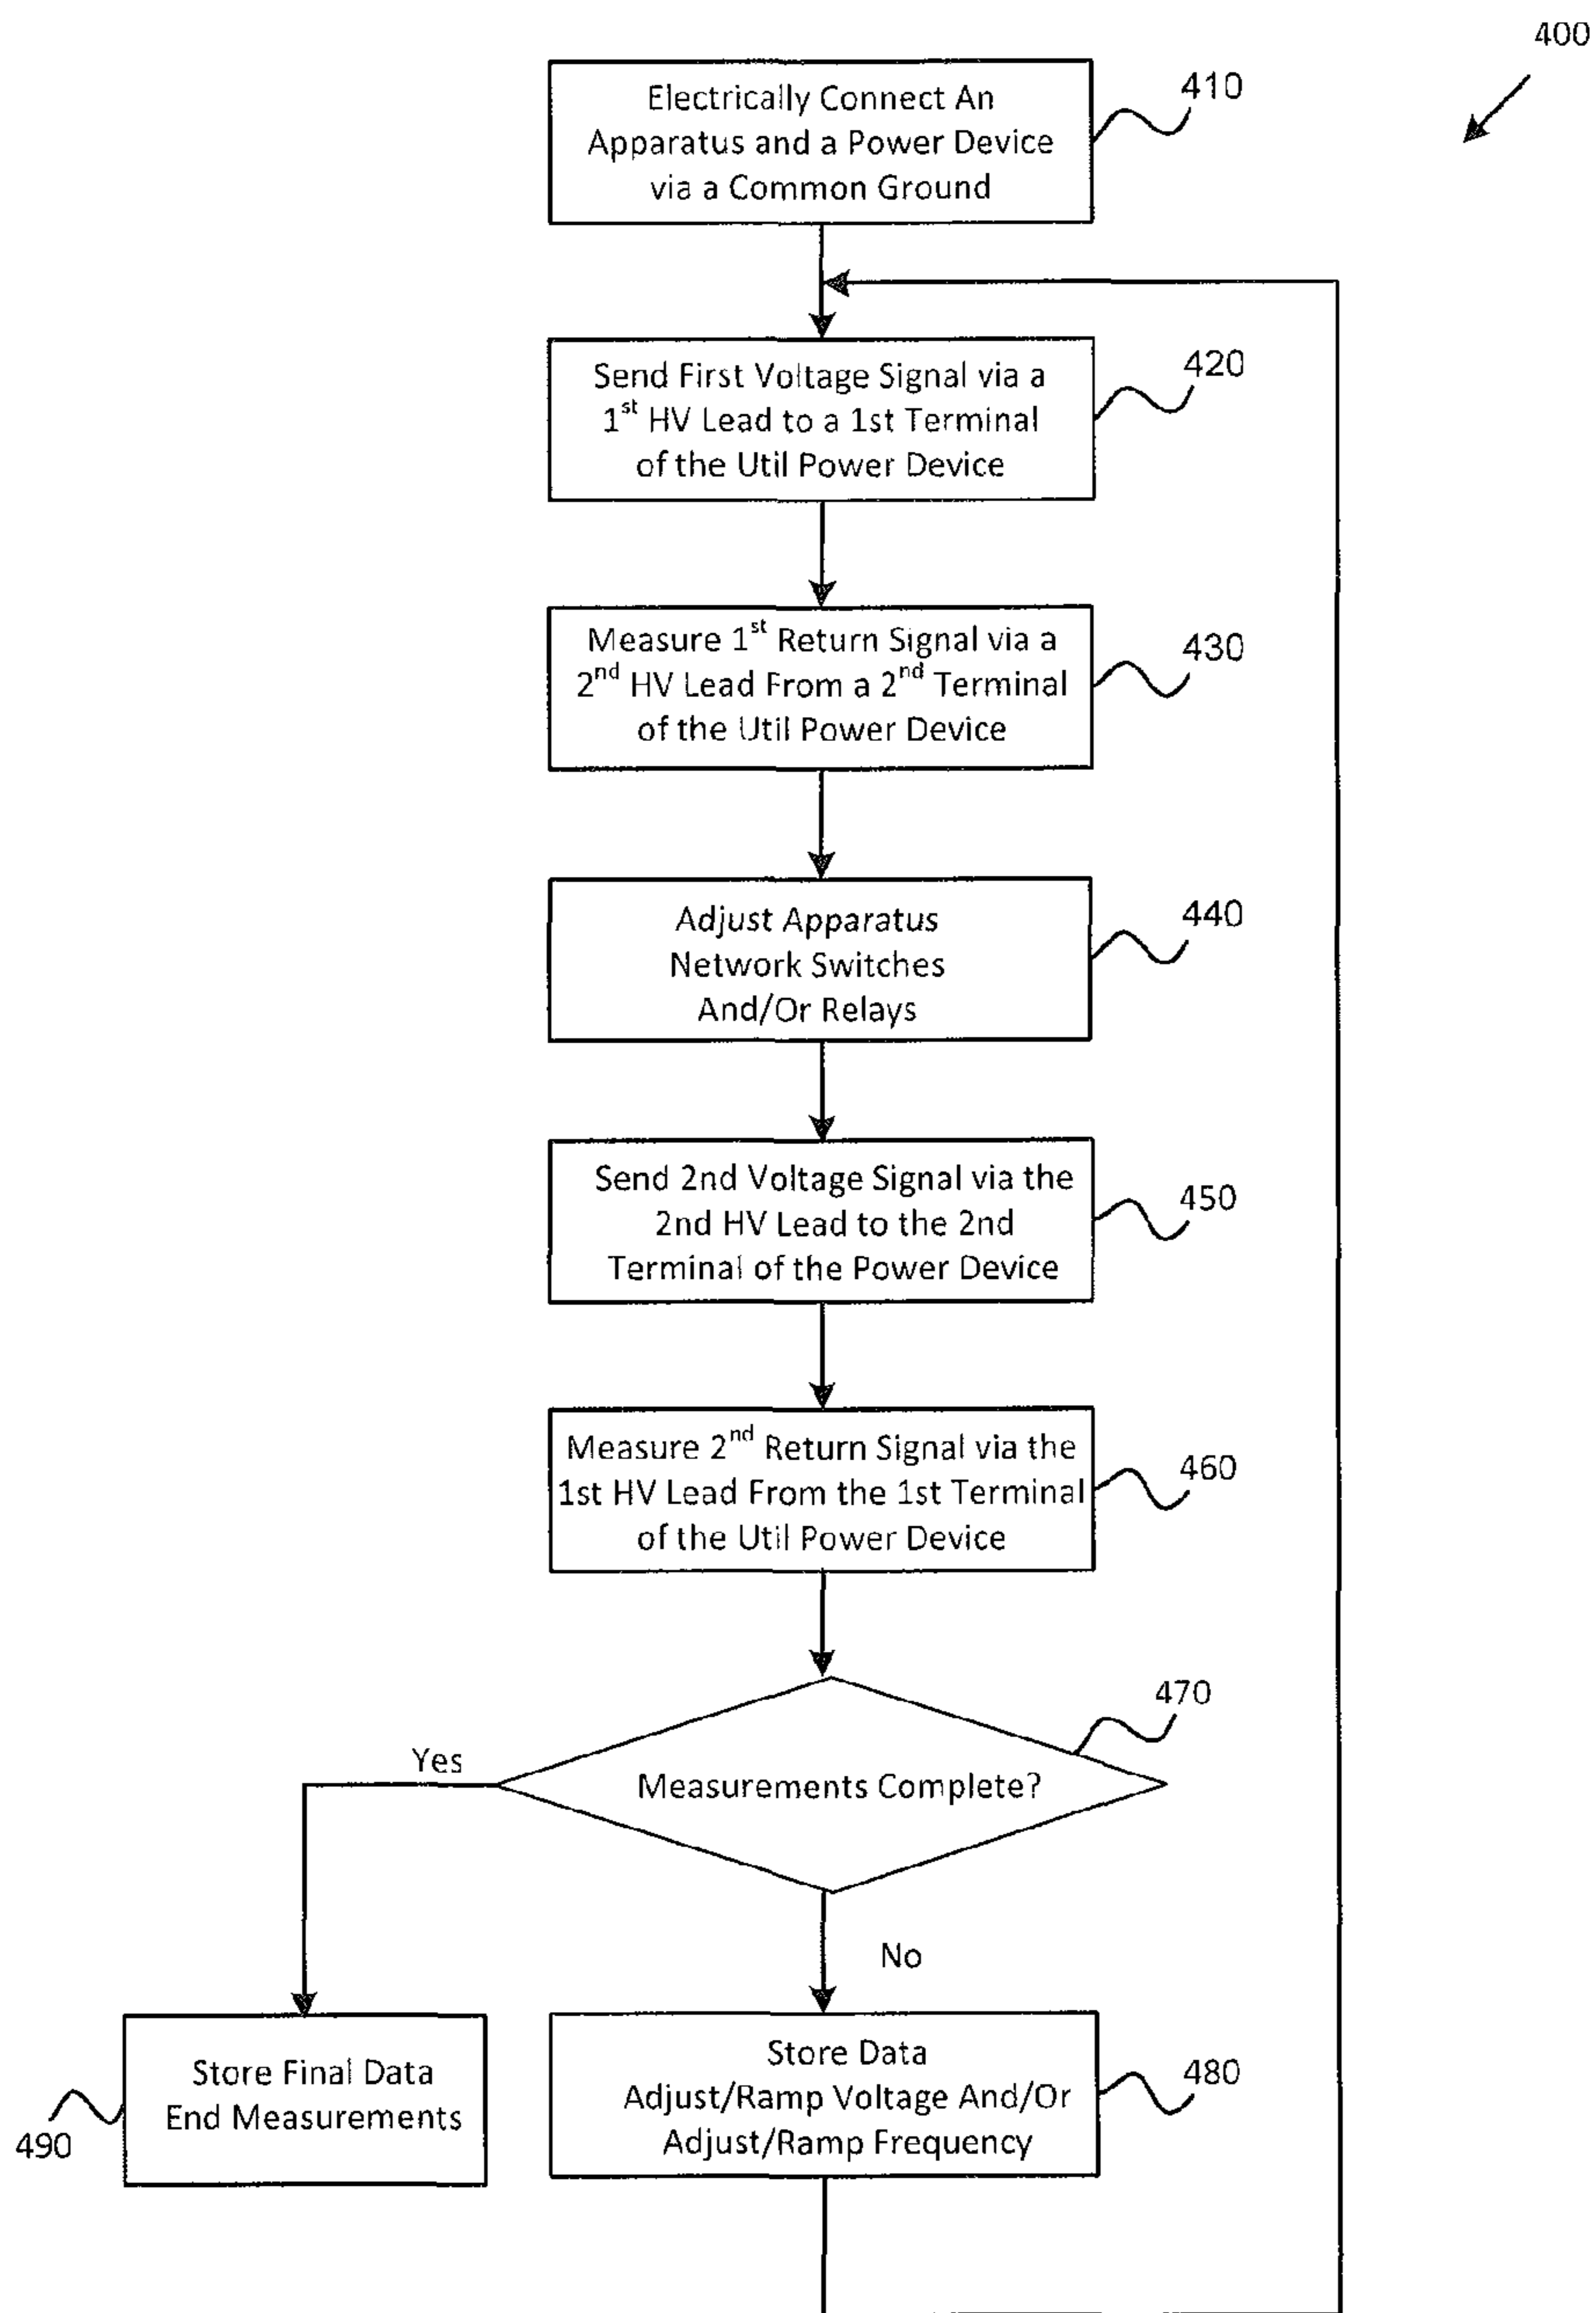 400
Electrically Connect An
Apparatus and a Power Device
via a Common Ground
410
Send First Voltage Signal via a
1st HV Lead to a 1st Terminal
of the Util Power Device
420
Measure 1st Return Signal via a
2nd HV Lead From a 2nd Terminal
of the Util Power Device
430
Adjust Apparatus
Network Switches
And/Or Relays
440
Send 2nd Voltage Signal via the
2nd HV Lead to the 2nd
Terminal of the Power Device
450
Measure 2nd Return Signal via the
1st HV Lead From the 1st Terminal
of the Util Power Device
460
470
Yes
Measurements Complete?
No
Store Final Data
End Measurements
490
Store Data
Adjust/Ramp Voltage And/Or
Adjust/Ramp Frequency
480